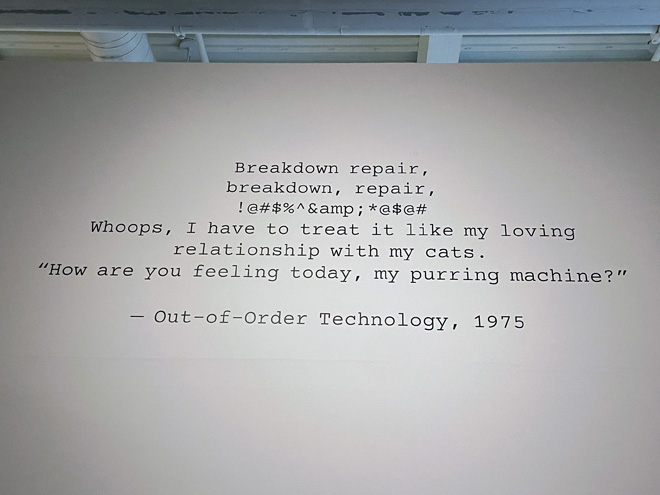 Breakdown repair,
breakdown, repair,
!@#$%^&amp;*@$@#
Whoops, I have to treat it like my loving
relationship with my cats.
“How are you feeling today, my purring machine?”
— Out-of-Order Technology, 1975